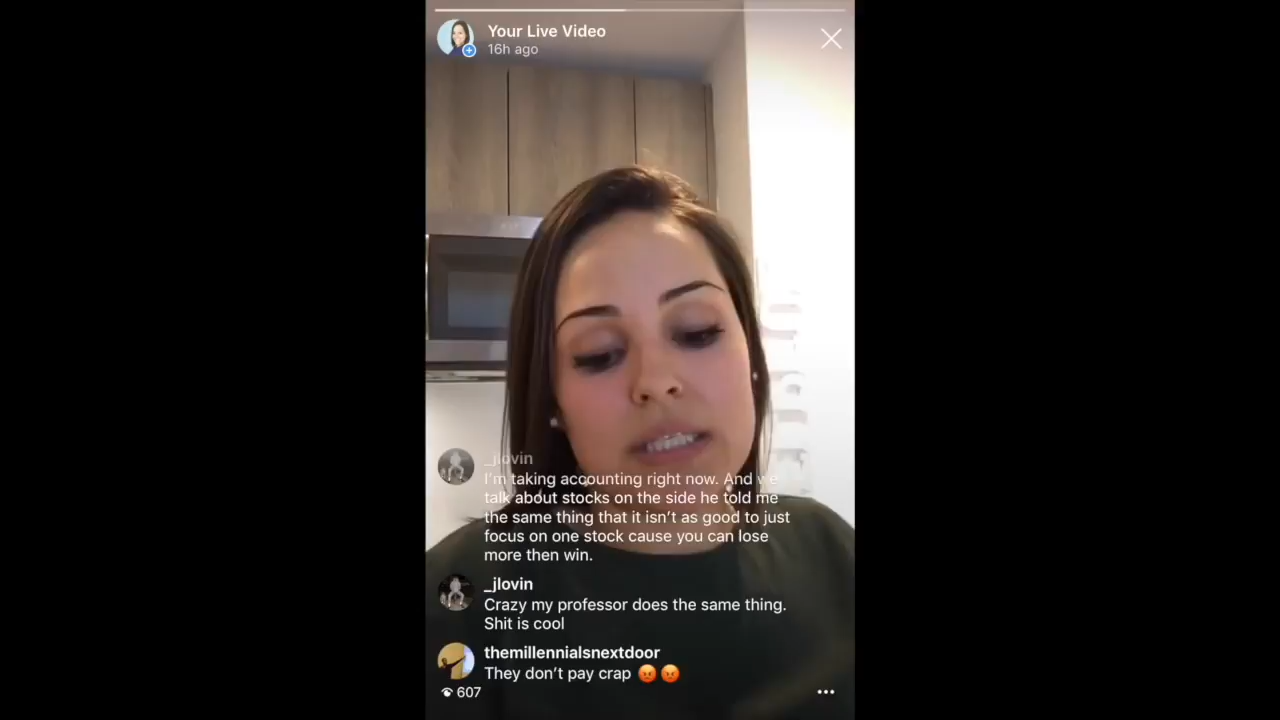 Your Live Video
16h ago
_jlovin
I'm taking accounting right now. And we
talk about stocks on the side he told me
the same thing that it isn't as good to just
focus on one stock cause you can lose
more then win.
_jlovin
Crazy my professor does the same thing.
Shit is cool
themillennialsnextdoor
They don't pay crap 😡😡
607